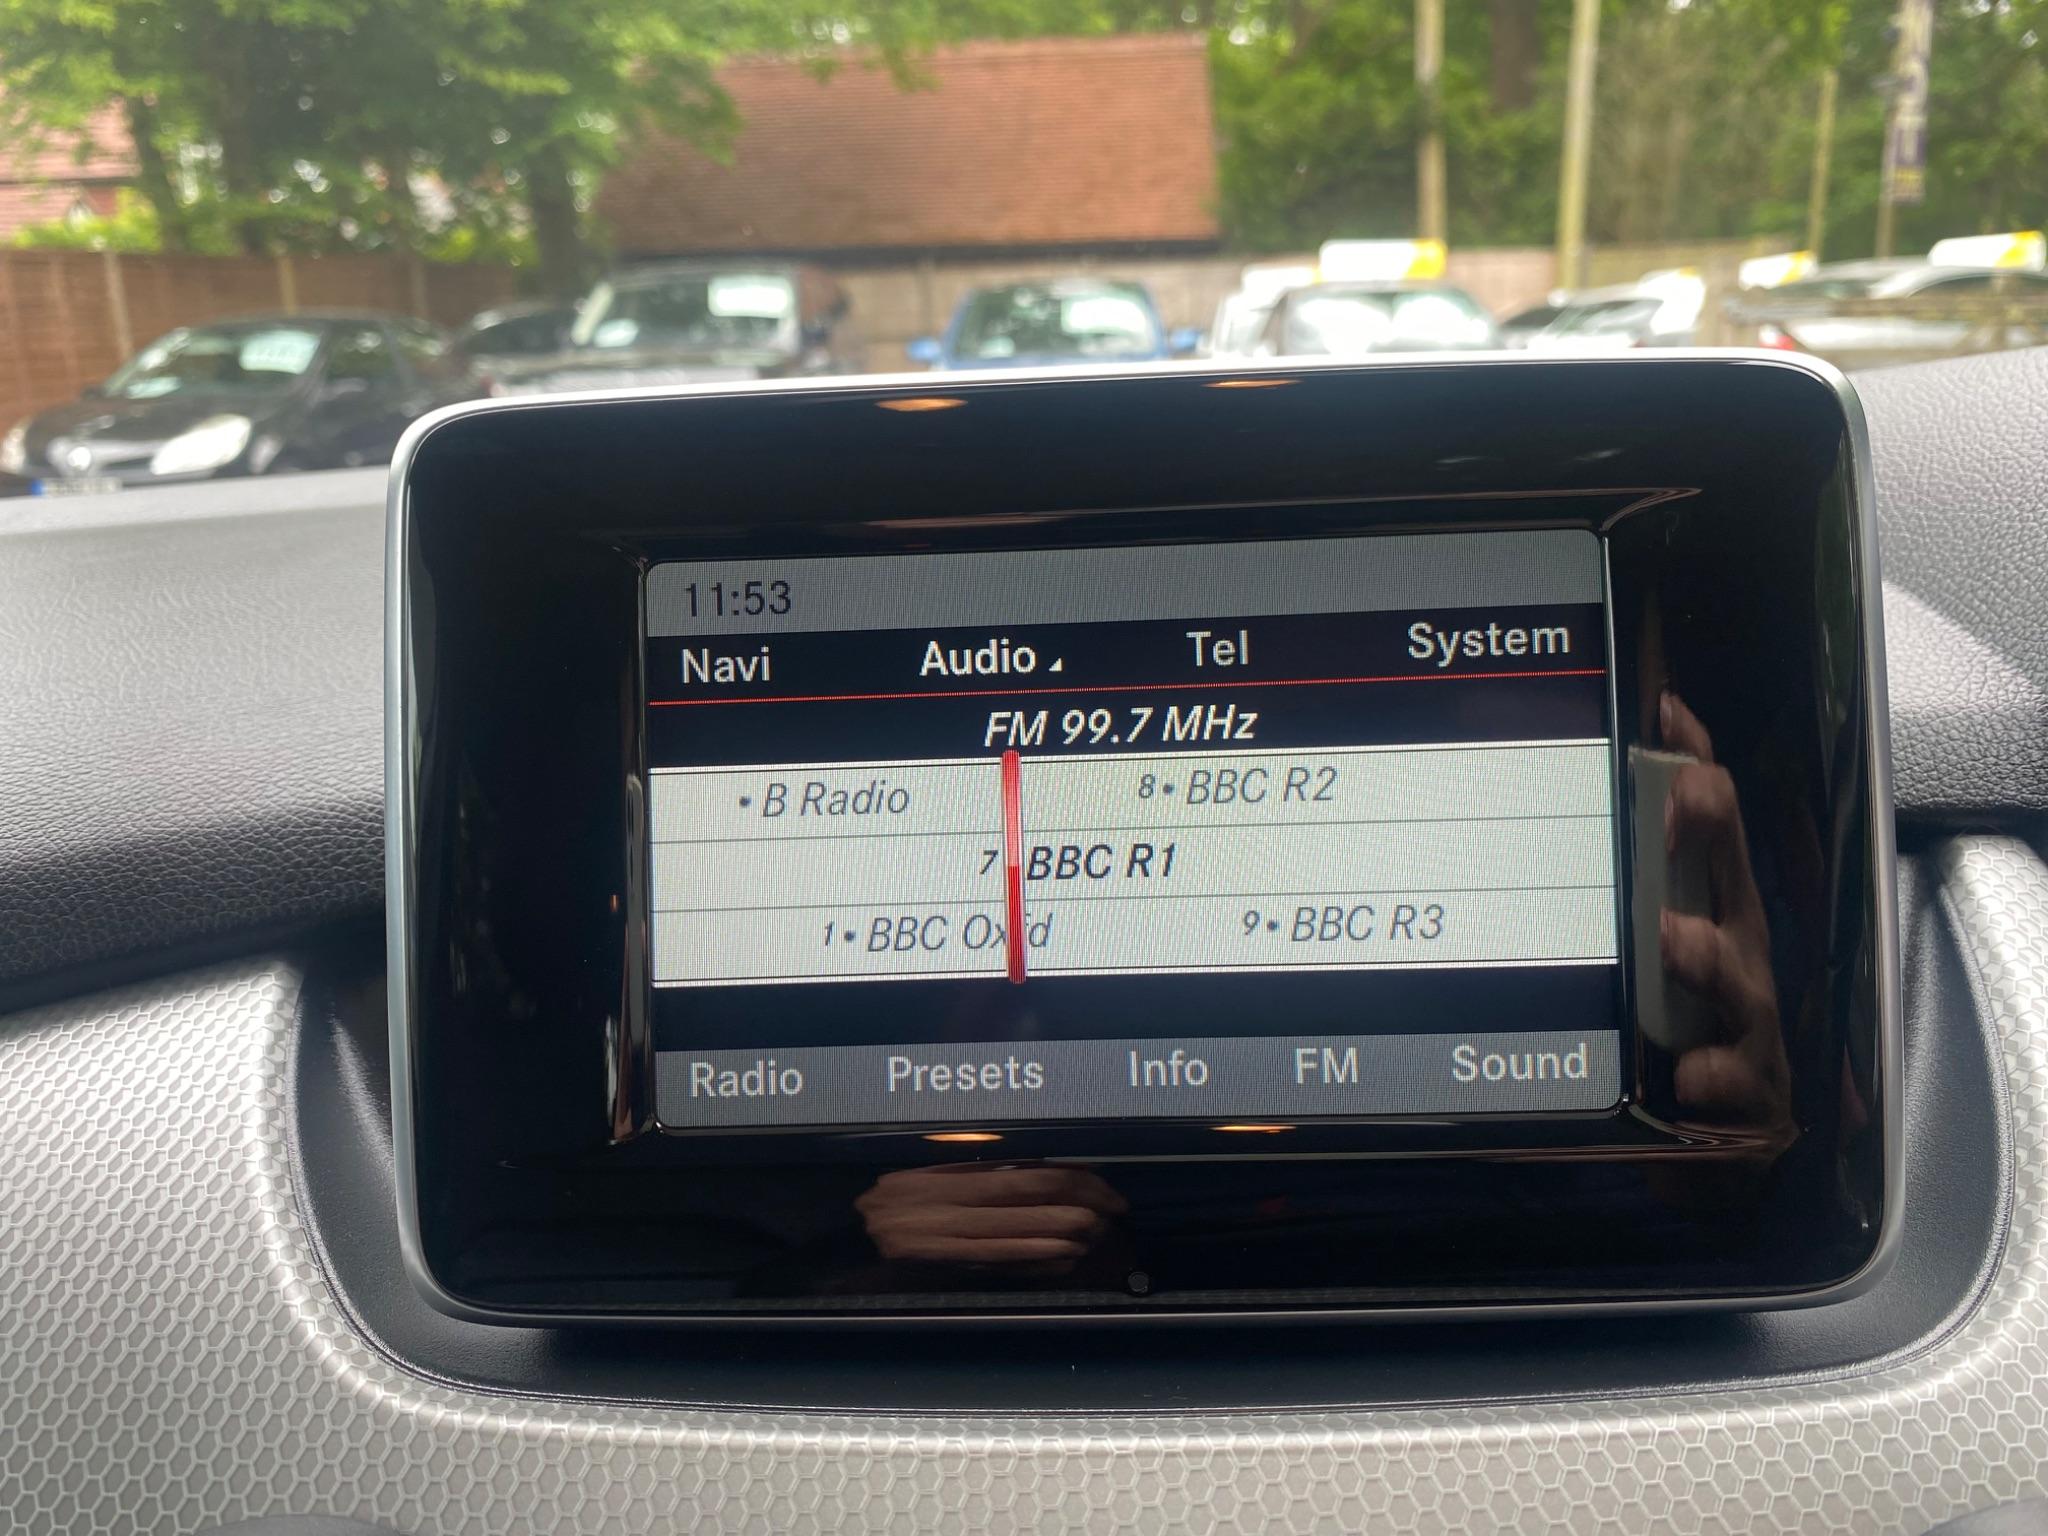 11:53
Navi Audio Tel System
FM 99.7 MHz
• B Radio 8• BBC R2
7 BBC R1
1• BBC Oxfd 9• BBC R3
Radio Presets Info FM Sound